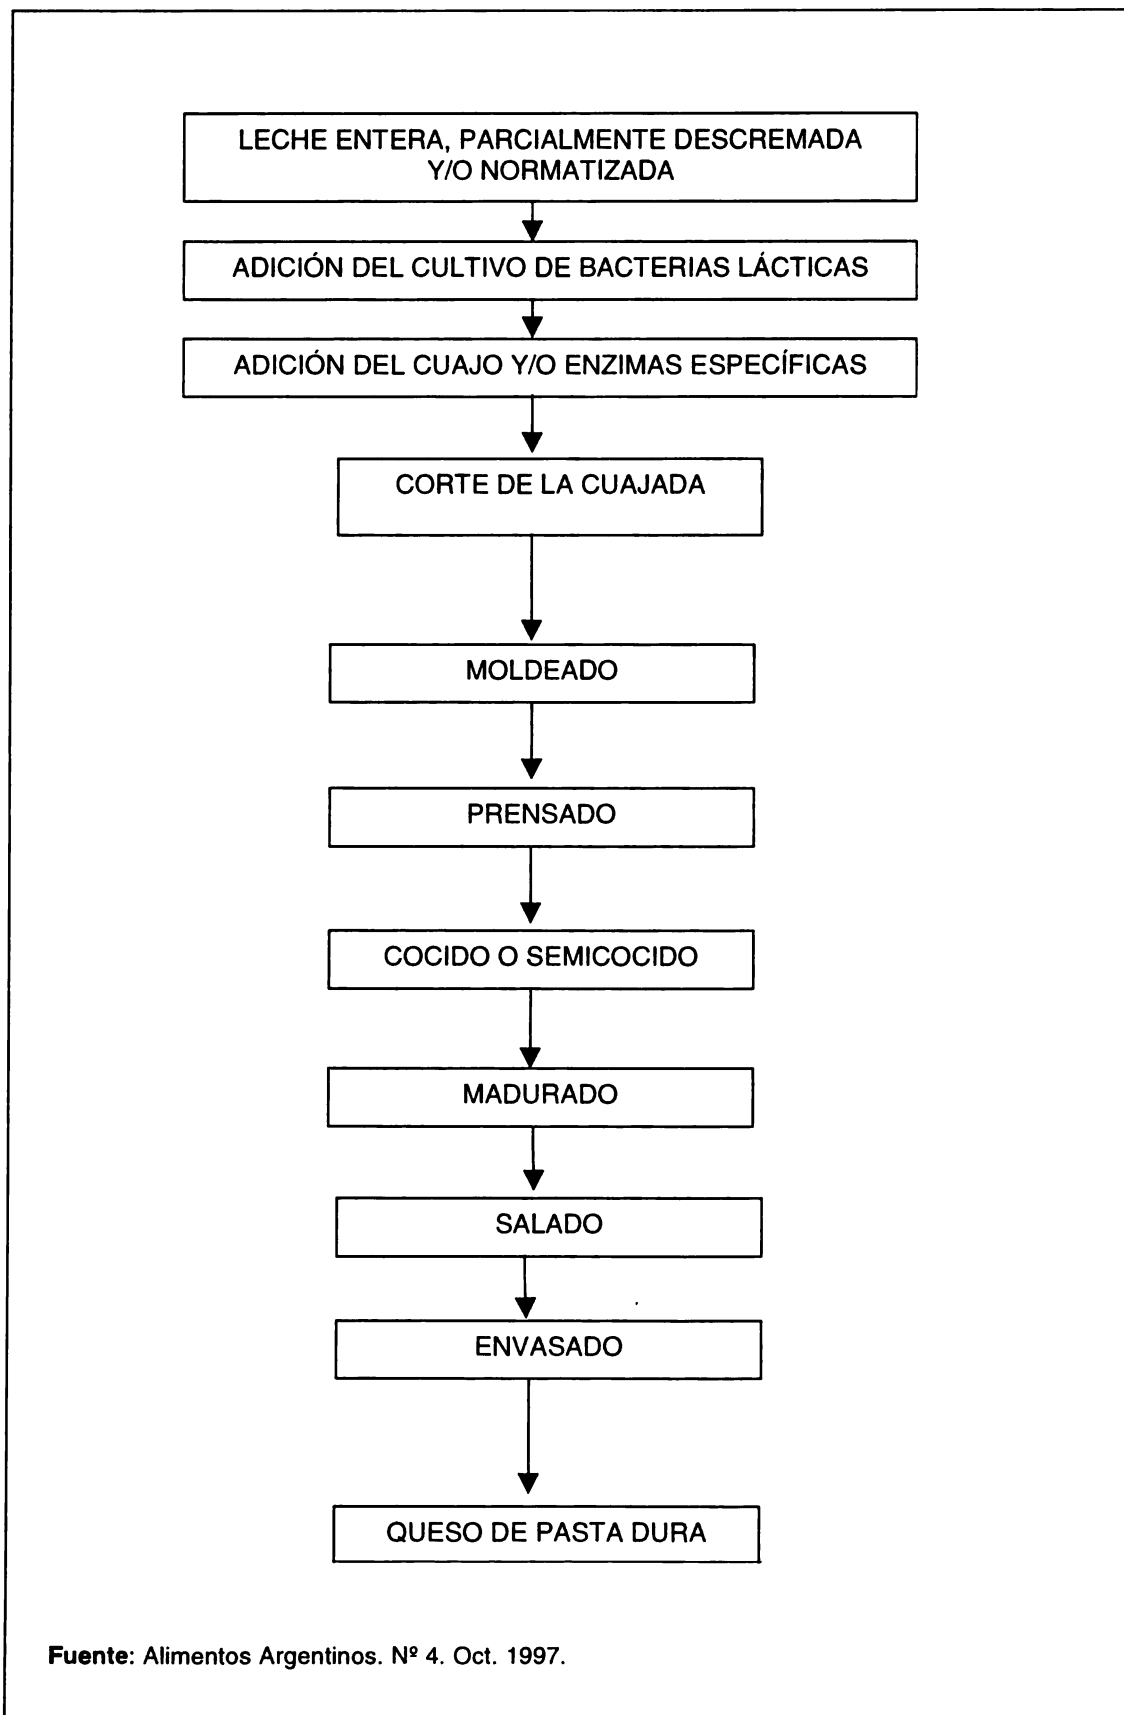 LECHE ENTERA, PARCIALMENTE DESCREMADA
Y/O NORMATIZADA
ADICIÓN DEL CULTIVO DE BACTERIAS LÁCTICAS
ADICIÓN DEL CUAJO Y/O ENZIMAS ESPECÍFICAS
CORTE DE LA CUAJADA
MOLDEADO
PRENSADO
COCIDO O SEMICOCIDO
MADURADO
SALADO
ENVASADO
QUESO DE PASTA DURA
Fuente: Alimentos Argentinos. Nº 4. Oct. 1997.